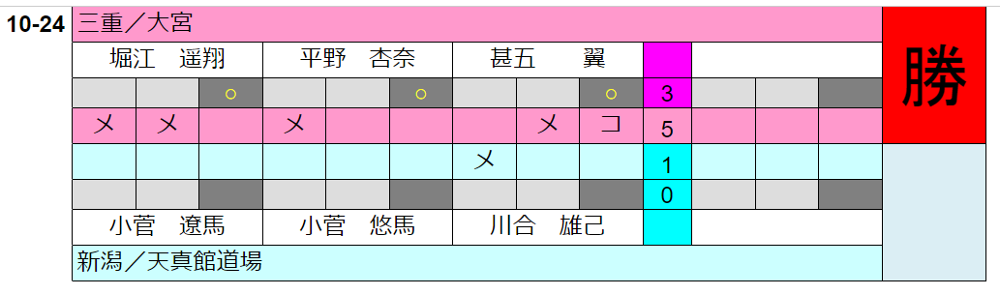 10-24 三重／大宮 勝
堀江　遥翔 平野　杏奈 甚五　　翼
○ ○ ○ 3
メ メ メ メ コ 5
メ 1
0
小菅　遼馬 小菅　悠馬 川合　雄己
新潟／天真館道場